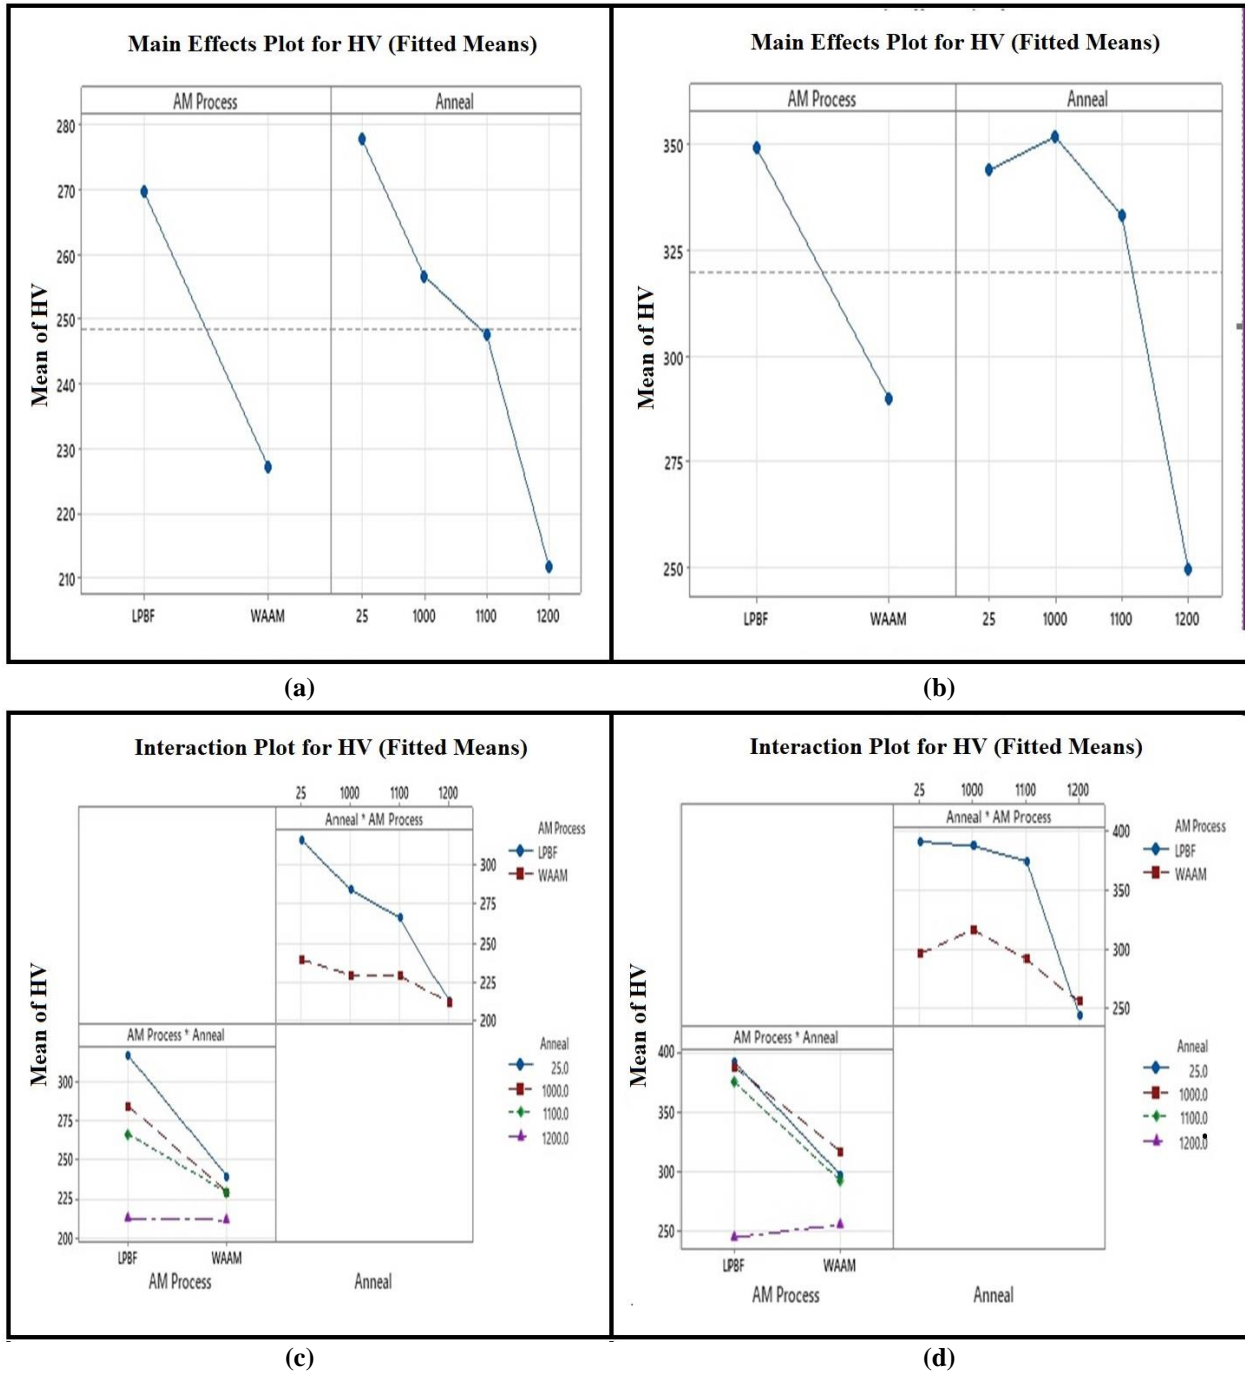 Main Effects Plot for HV (Fitted Means)
AM Process Anneal
280
270
260
250
240
230
220
210
Mean of HV
LPBF WAAM 25 1000 1100 1200
(a)
Main Effects Plot for HV (Fitted Means)
AM Process Anneal
350
325
300
275
250
Mean of HV
LPBF WAAM 25 1000 1100 1200
(b)
Interaction Plot for HV (Fitted Means)
25 1000 1100 1200
Anneal * AM Process
300
275
250
225
200
AM Process
LPBF
WAAM
Mean of HV
AM Process * Anneal
300
275
250
225
200
Anneal
25.0
1000.0
1100.0
1200.0
LPBF WAAM
AM Process Anneal
(c)
Interaction Plot for HV (Fitted Means)
25 1000 1100 1200
Anneal * AM Process
400
350
300
250
AM Process
LPBF
WAAM
Mean of HV
AM Process * Anneal
400
350
300
250
Anneal
25.0
1000.0
1100.0
1200.0
LPBF WAAM
AM Process Anneal
(d)